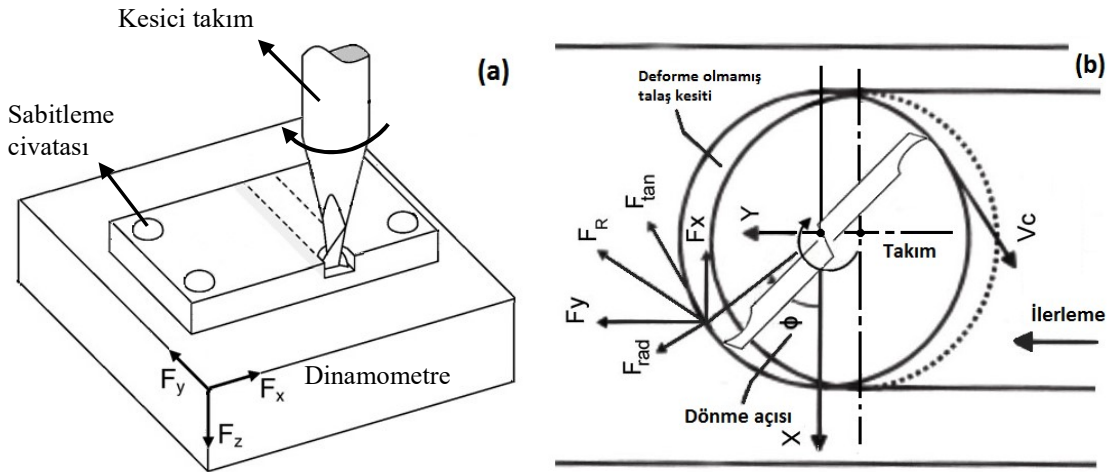 Kesici takım
(a)
Sabitleme
civatası
Dinamometre
Fy
Fx
Fz
(b)
Deforme olmamış
talaş kesiti
Ftan
FR
Fx
Fy
Frad
Y
Vc
Takım
İlerleme
ϕ
Dönme açısı
X